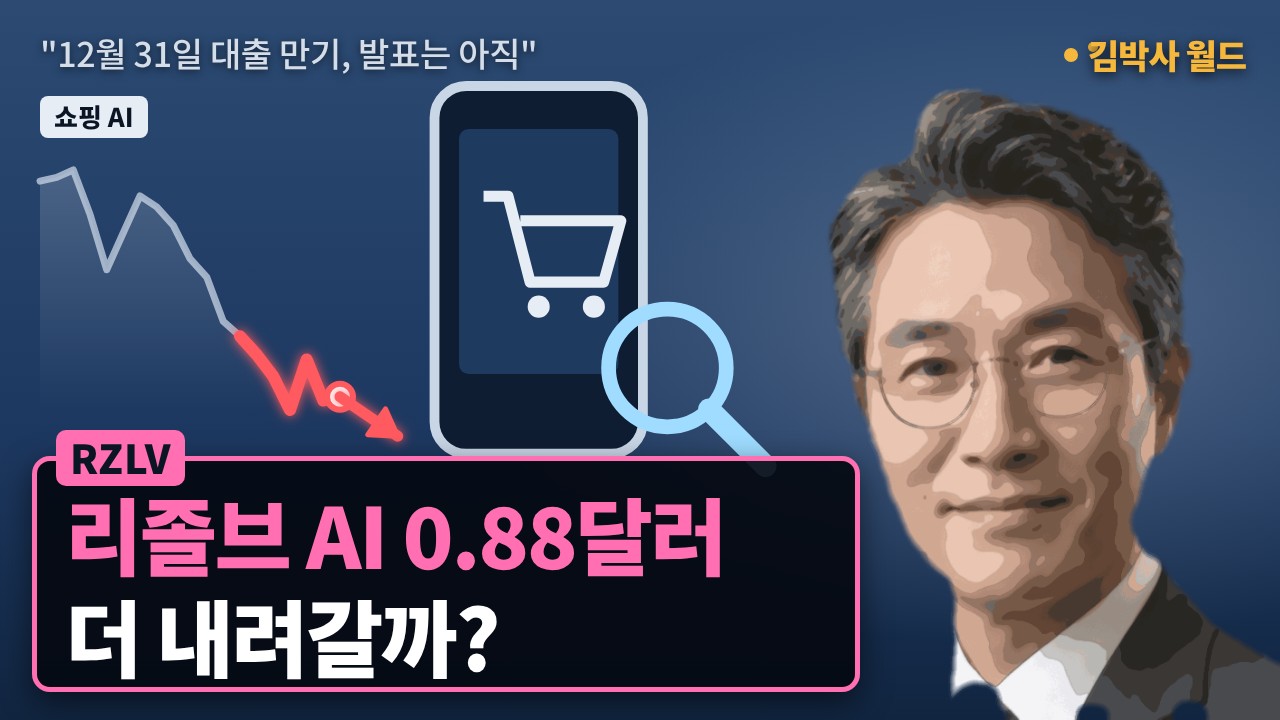 "12월 31일 대출 만기, 발표는 아직"
킴박사 월드
쇼핑 AI
RZLV
리졸브 AI 0.88달러
더 내려갈까?